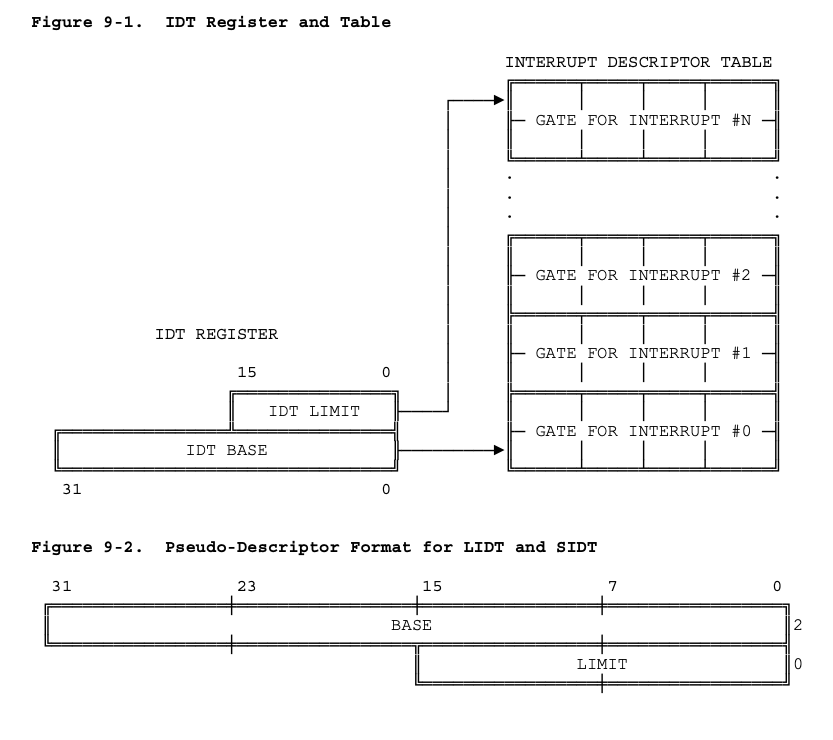 Figure 9-1.  IDT Register and Table
INTERRUPT DESCRIPTOR TABLE
GATE FOR INTERRUPT #N
GATE FOR INTERRUPT #2
IDT REGISTER
GATE FOR INTERRUPT #1
15 0
IDT LIMIT
GATE FOR INTERRUPT #0
IDT BASE
31 0
Figure 9-2.  Pseudo-Descriptor Format for LIDT and SIDT
31 23 15 7 0
BASE 2
LIMIT 0